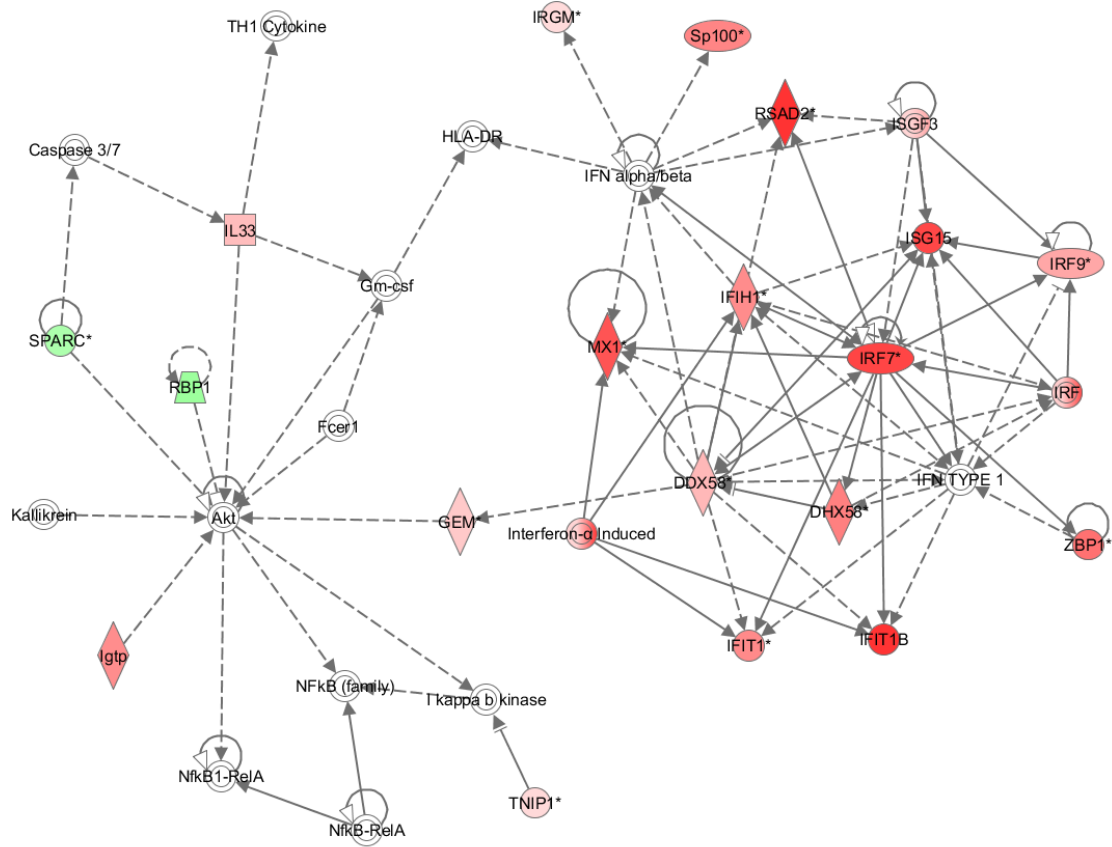 IRGM*
TH1 Cytokine
Sp100*
RSAD2*
ISGF3
HLA-DR
Caspase 3/7
IFN alpha/beta
IL33
ISG15
IRF9*
Gm-csf
IFIH1*
SPARC*
MX1*
IRF7*
RBP1
IRF
Fcer1
DDX58*
IFN TYPE 1
Kallikrein
Akt
GEM*
DHX58*
Interferon-α Induced
ZBP1*
IFIT1*
IFIT1B
Igtp
NFkB (family)
I kappa b kinase
NfkB1-RelA
TNIP1*
NfkB-RelA